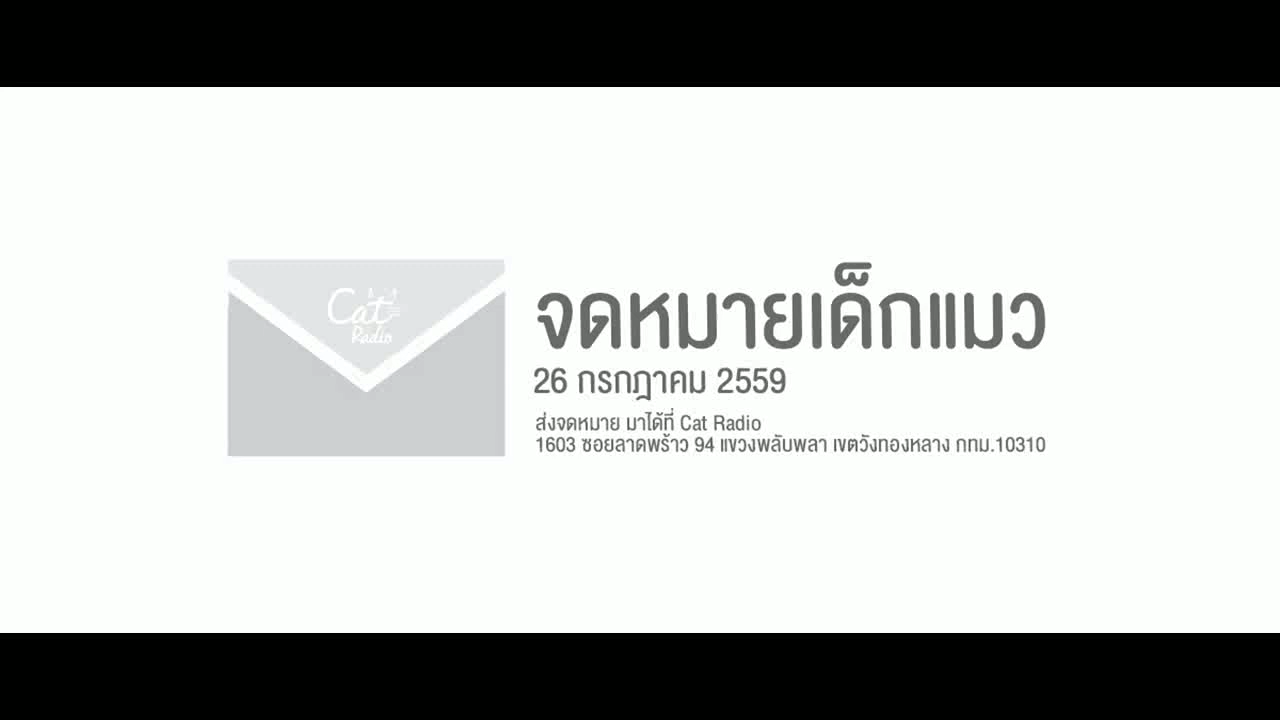 Cat
Radio
จดหมายเด็กแมว
26 กรกฎาคม 2559
ส่งจดหมาย มาได้ที่ Cat Radio
1603 ซอยลาดพร้าว 94 แขวงพลับพลา เขตวังทองหลาง กทม.10310